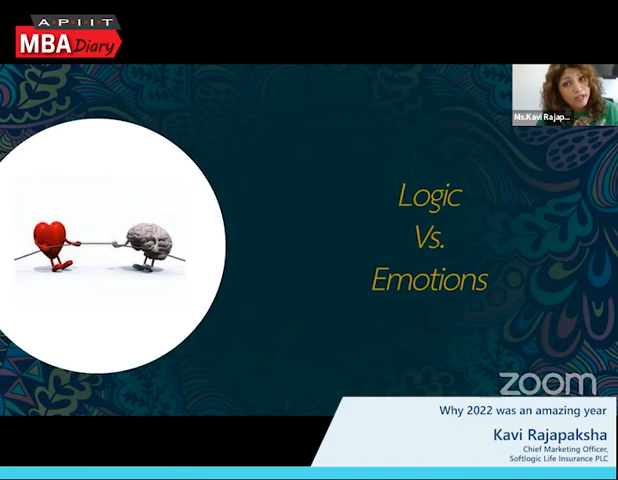 A·P·I·I·T
MBA Diary
Ms.Kavi Rajap...
Logic
Vs.
Emotions
zoom
Why 2022 was an amazing year
Kavi Rajapaksha
Chief Marketing Officer,
Softlogic Life Insurance PLC